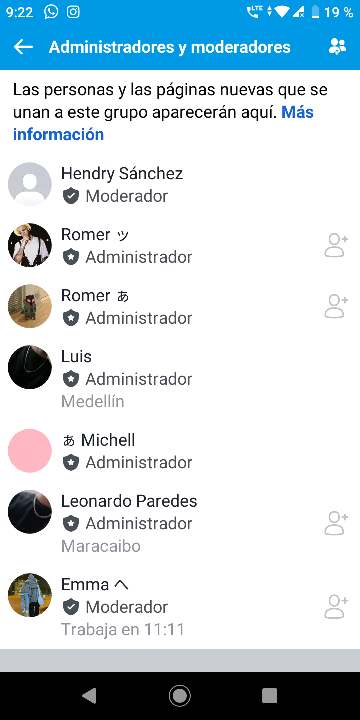 9:22 LTE 19 %
Administradores y moderadores
Las personas y las páginas nuevas que se
unan a este grupo aparecerán aquí. Más
información
Hendry Sánchez
Moderador
Romer ッ
Administrador
Romer あ
Administrador
Luis
Administrador
Medellín
あ Michell
Administrador
Leonardo Paredes
Administrador
Maracaibo
Emma へ
Moderador
Trabaja en 11:11